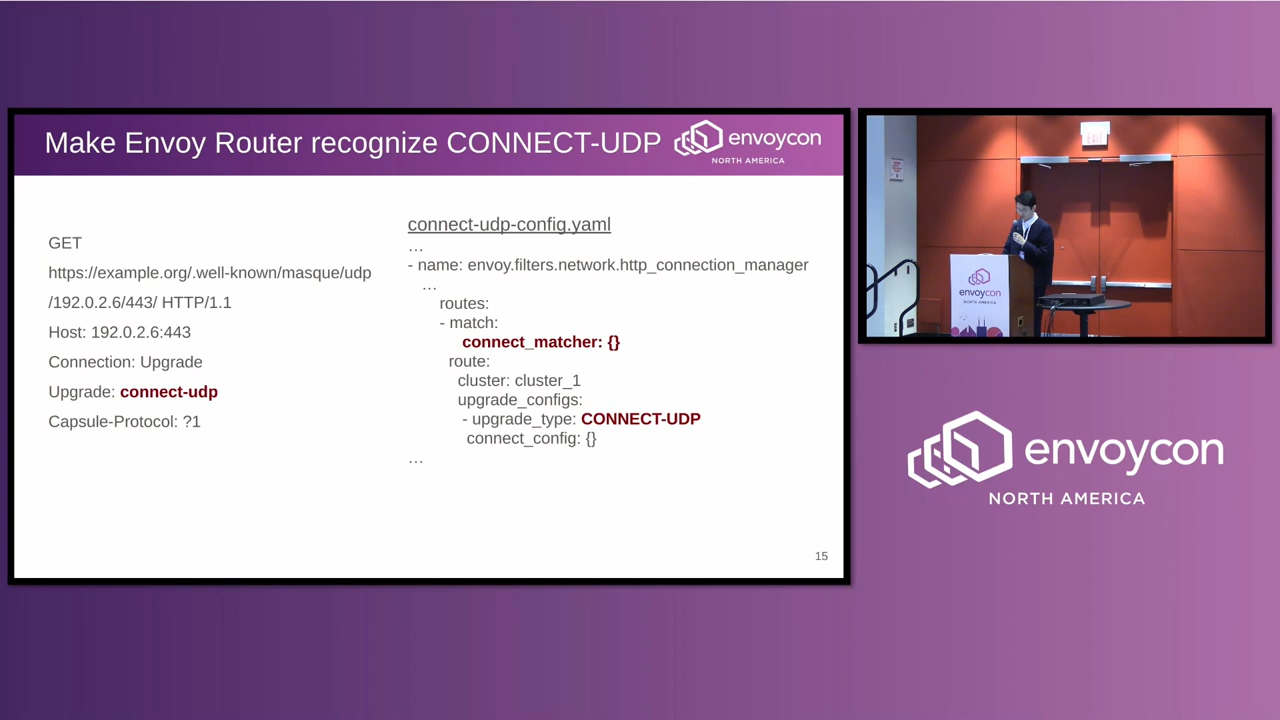 Make Envoy Router recognize CONNECT-UDP
envoycon
NORTH AMERICA
GET
https://example.org/.well-known/masque/udp
/192.0.2.6/443/ HTTP/1.1
Host: 192.0.2.6:443
Connection: Upgrade
Upgrade: connect-udp
Capsule-Protocol: ?1
connect-udp-config.yaml
…
- name: envoy.filters.network.http_connection_manager
…
routes:
- match:
connect_matcher: {}
route:
cluster: cluster_1
upgrade_configs:
- upgrade_type: CONNECT-UDP
connect_config: {}
…
15
EXIT
envoycon
NORTH AMERICA
envoycon
NORTH AMERICA